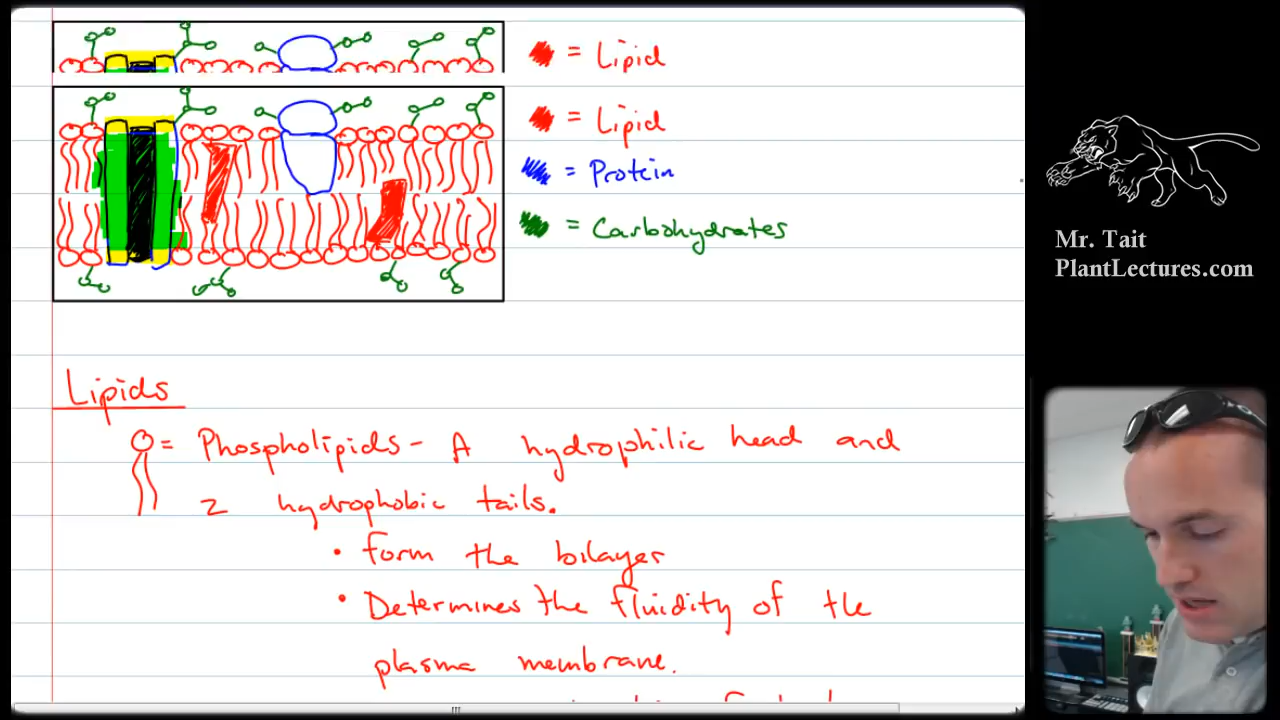 = Lipid
= Lipid
= Protein
= Carbohydrates
Mr. Tait
PlantLectures.com
Lipids
= Phospholipids - A hydrophilic head and
2 hydrophobic tails.
• form the bilayer
• Determines the fluidity of the
plasma membrane.